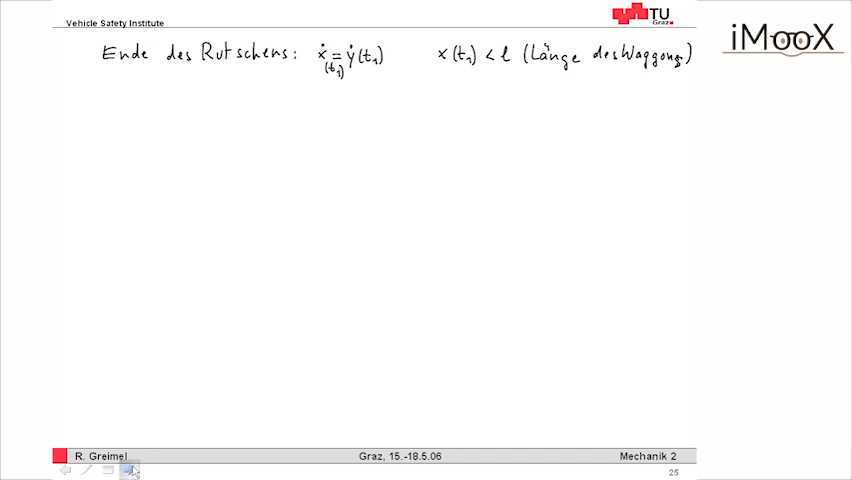 Vehicle Safety Institute
TU
Graz
iMooX
Ende des Rutschens: ẋ(t₁) = ẏ(t₁) x(t₁) < l (Länge des Waggons)
R. Greimel Graz, 15.-18.5.06 Mechanik 2
25